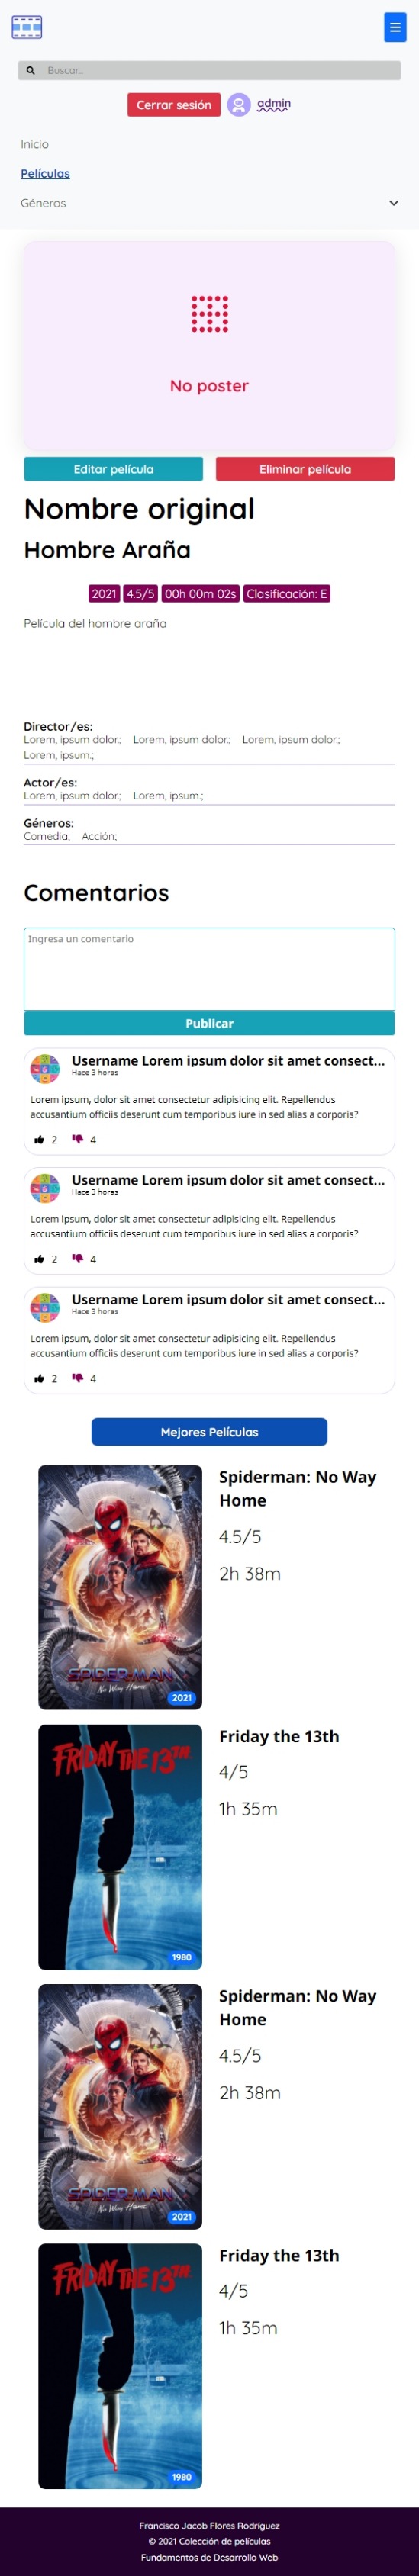 Buscar...
Cerrar sesión admin
Inicio
Películas
Géneros
No poster
Editar película Eliminar película
Nombre original
Hombre Araña
2021 4.5/5 00h 00m 02s Clasificación: E
Película del hombre araña
Director/es:
Lorem, ipsum dolor.; Lorem, ipsum dolor.; Lorem, ipsum dolor.;
Lorem, ipsum.;
Actor/es:
Lorem, ipsum dolor.; Lorem, ipsum.;
Géneros:
Comedia; Acción;
Comentarios
Ingresa un comentario
Publicar
Username Lorem ipsum dolor sit amet consect...
Hace 3 horas
Lorem ipsum, dolor sit amet consectetur adipisicing elit. Repellendus
accusantium officiis deserunt cum temporibus iure in sed alias a corporis?
2 4
Username Lorem ipsum dolor sit amet consect...
Hace 3 horas
Lorem ipsum, dolor sit amet consectetur adipisicing elit. Repellendus
accusantium officiis deserunt cum temporibus iure in sed alias a corporis?
2 4
Username Lorem ipsum dolor sit amet consect...
Hace 3 horas
Lorem ipsum, dolor sit amet consectetur adipisicing elit. Repellendus
accusantium officiis deserunt cum temporibus iure in sed alias a corporis?
2 4
Mejores Películas
Spiderman: No Way
Home
4.5/5
2h 38m
SPIDER-MAN
No Way Home
2021
Friday the 13th
4/5
1h 35m
FRIDAY THE 13TH
1980
Spiderman: No Way
Home
4.5/5
2h 38m
SPIDER-MAN
No Way Home
2021
Friday the 13th
4/5
1h 35m
FRIDAY THE 13TH
1980
Francisco Jacob Flores Rodríguez
© 2021 Colección de películas
Fundamentos de Desarrollo Web